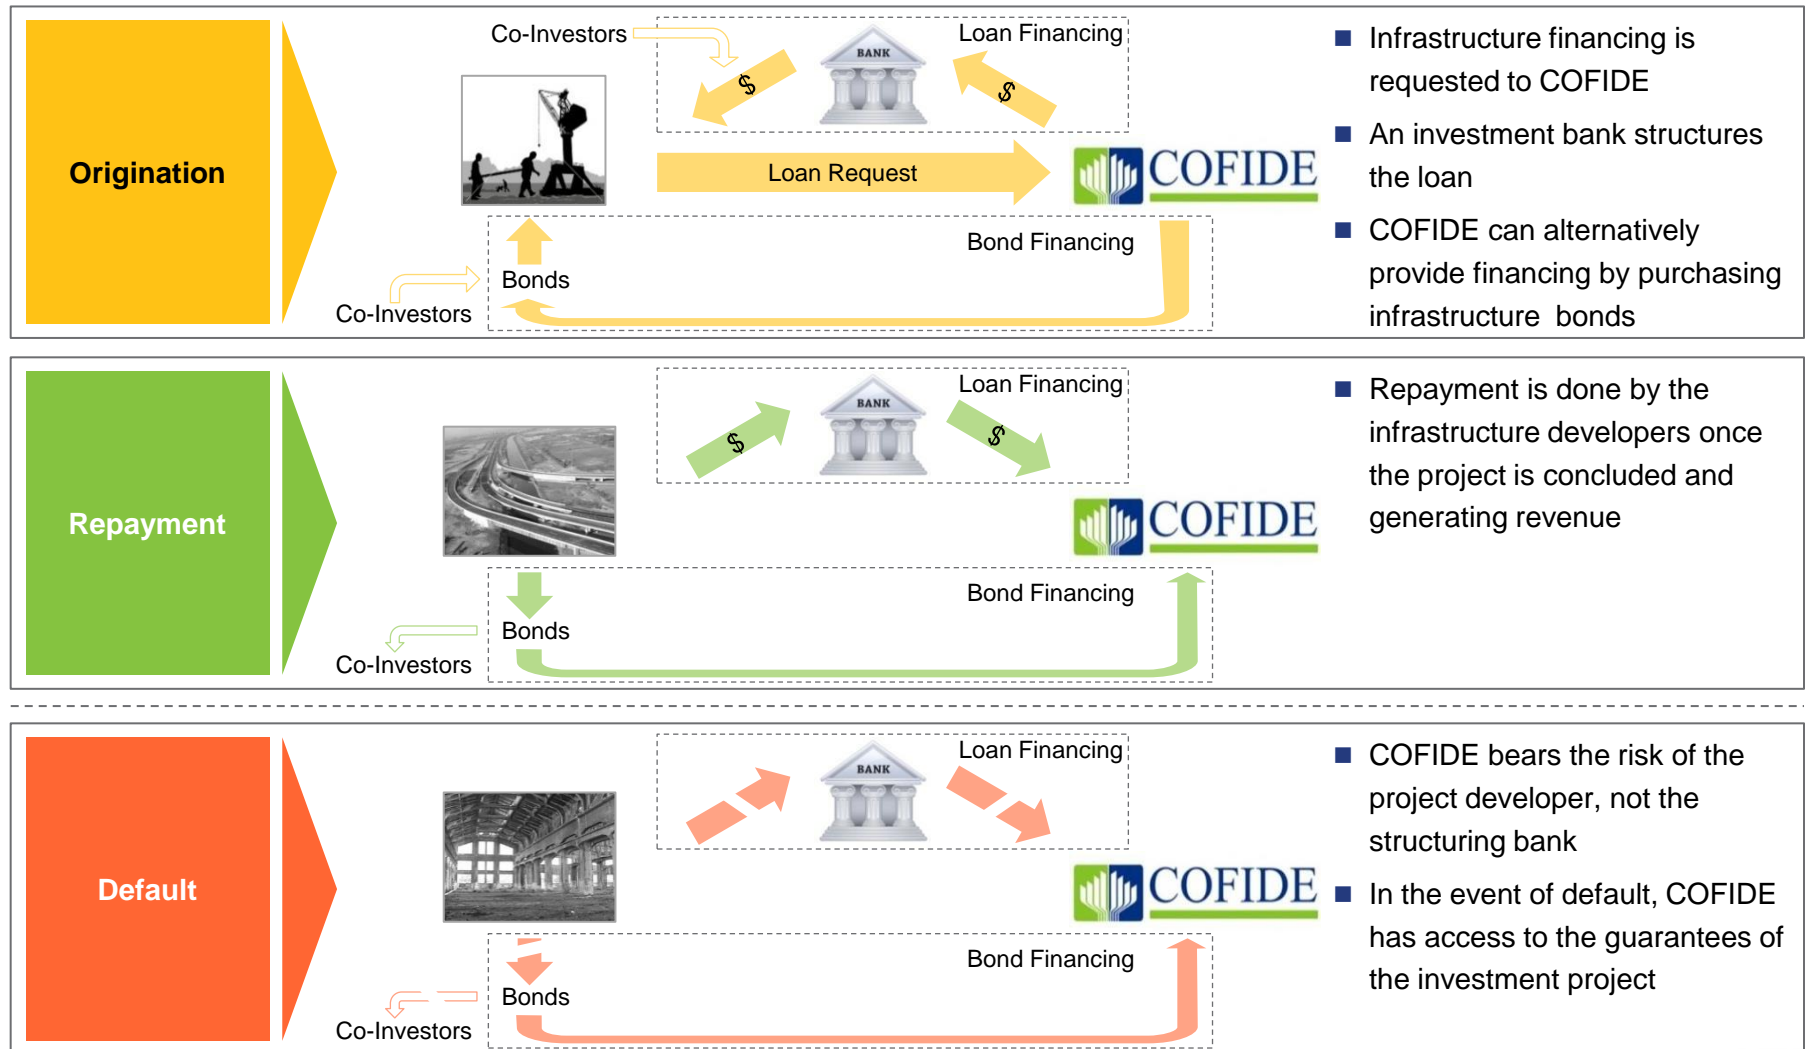 Origination
Co-Investors
$
BANK
Loan Financing
$
Loan Request
COFIDE
Bond Financing
Bonds
Co-Investors
Infrastructure financing is
requested to COFIDE
An investment bank structures
the loan
COFIDE can alternatively
provide financing by purchasing
infrastructure bonds
Repayment
$
BANK
Loan Financing
$
COFIDE
Bond Financing
Bonds
Co-Investors
Repayment is done by the
infrastructure developers once
the project is concluded and
generating revenue
Default
BANK
Loan Financing
COFIDE
Bond Financing
Bonds
Co-Investors
COFIDE bears the risk of the
project developer, not the
structuring bank
In the event of default, COFIDE
has access to the guarantees of
the investment project